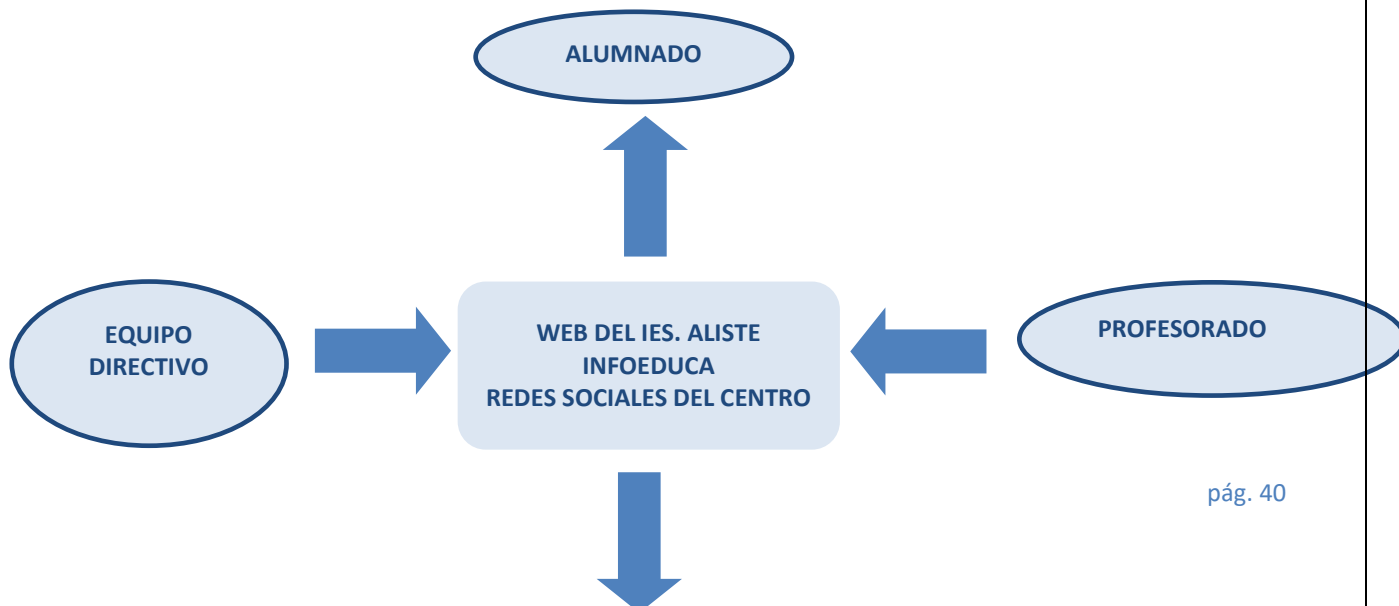 ALUMNADO
EQUIPO
DIRECTIVO
WEB DEL IES. ALISTE
INFOEDUCA
REDES SOCIALES DEL CENTRO
PROFESORADO
pág. 40